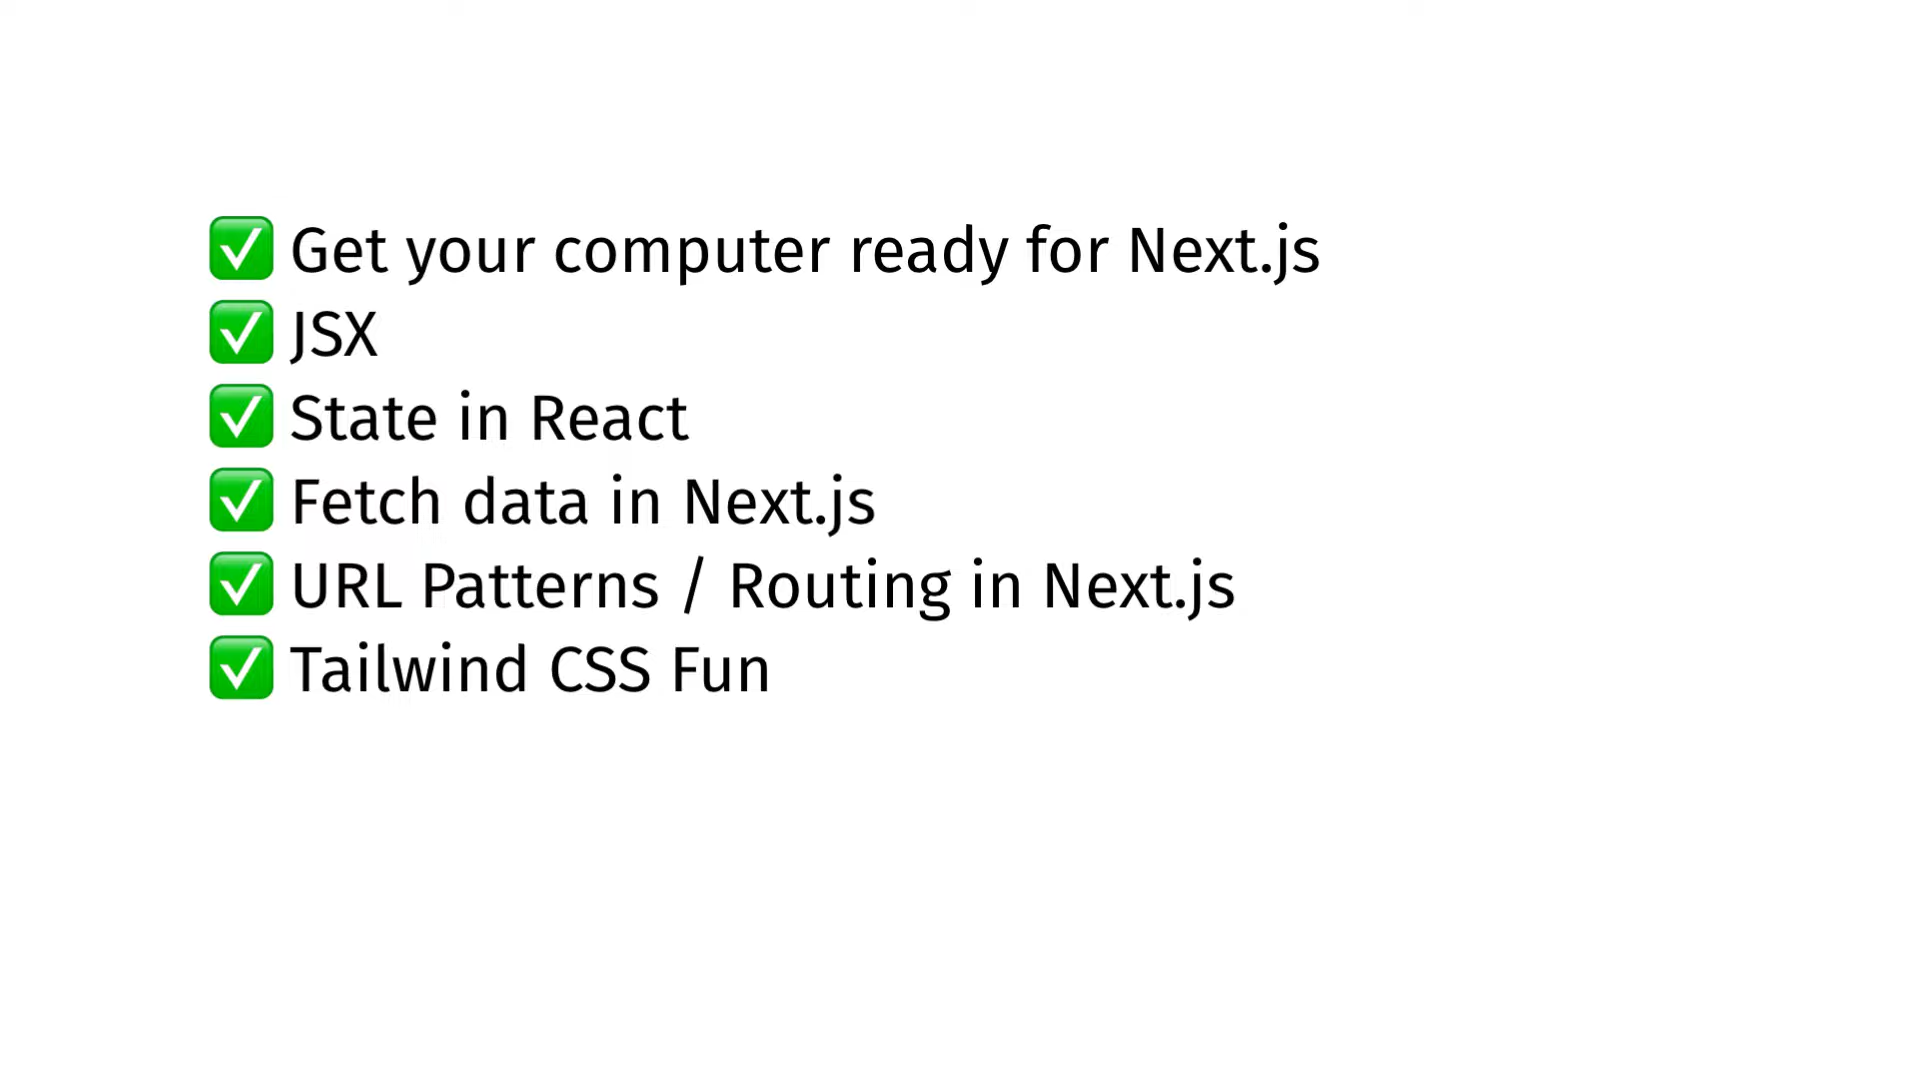 ✅ Get your computer ready for Next.js
✅ JSX
✅ State in React
✅ Fetch data in Next.js
✅ URL Patterns / Routing in Next.js
✅ Tailwind CSS Fun